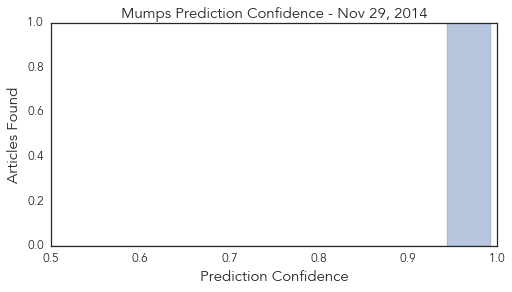 Mumps Prediction Confidence - Nov 29, 2014
1.0
0.8
0.6
0.4
0.2
0.0
Articles Found
0.5 0.6 0.7 0.8 0.9 1.0
Prediction Confidence